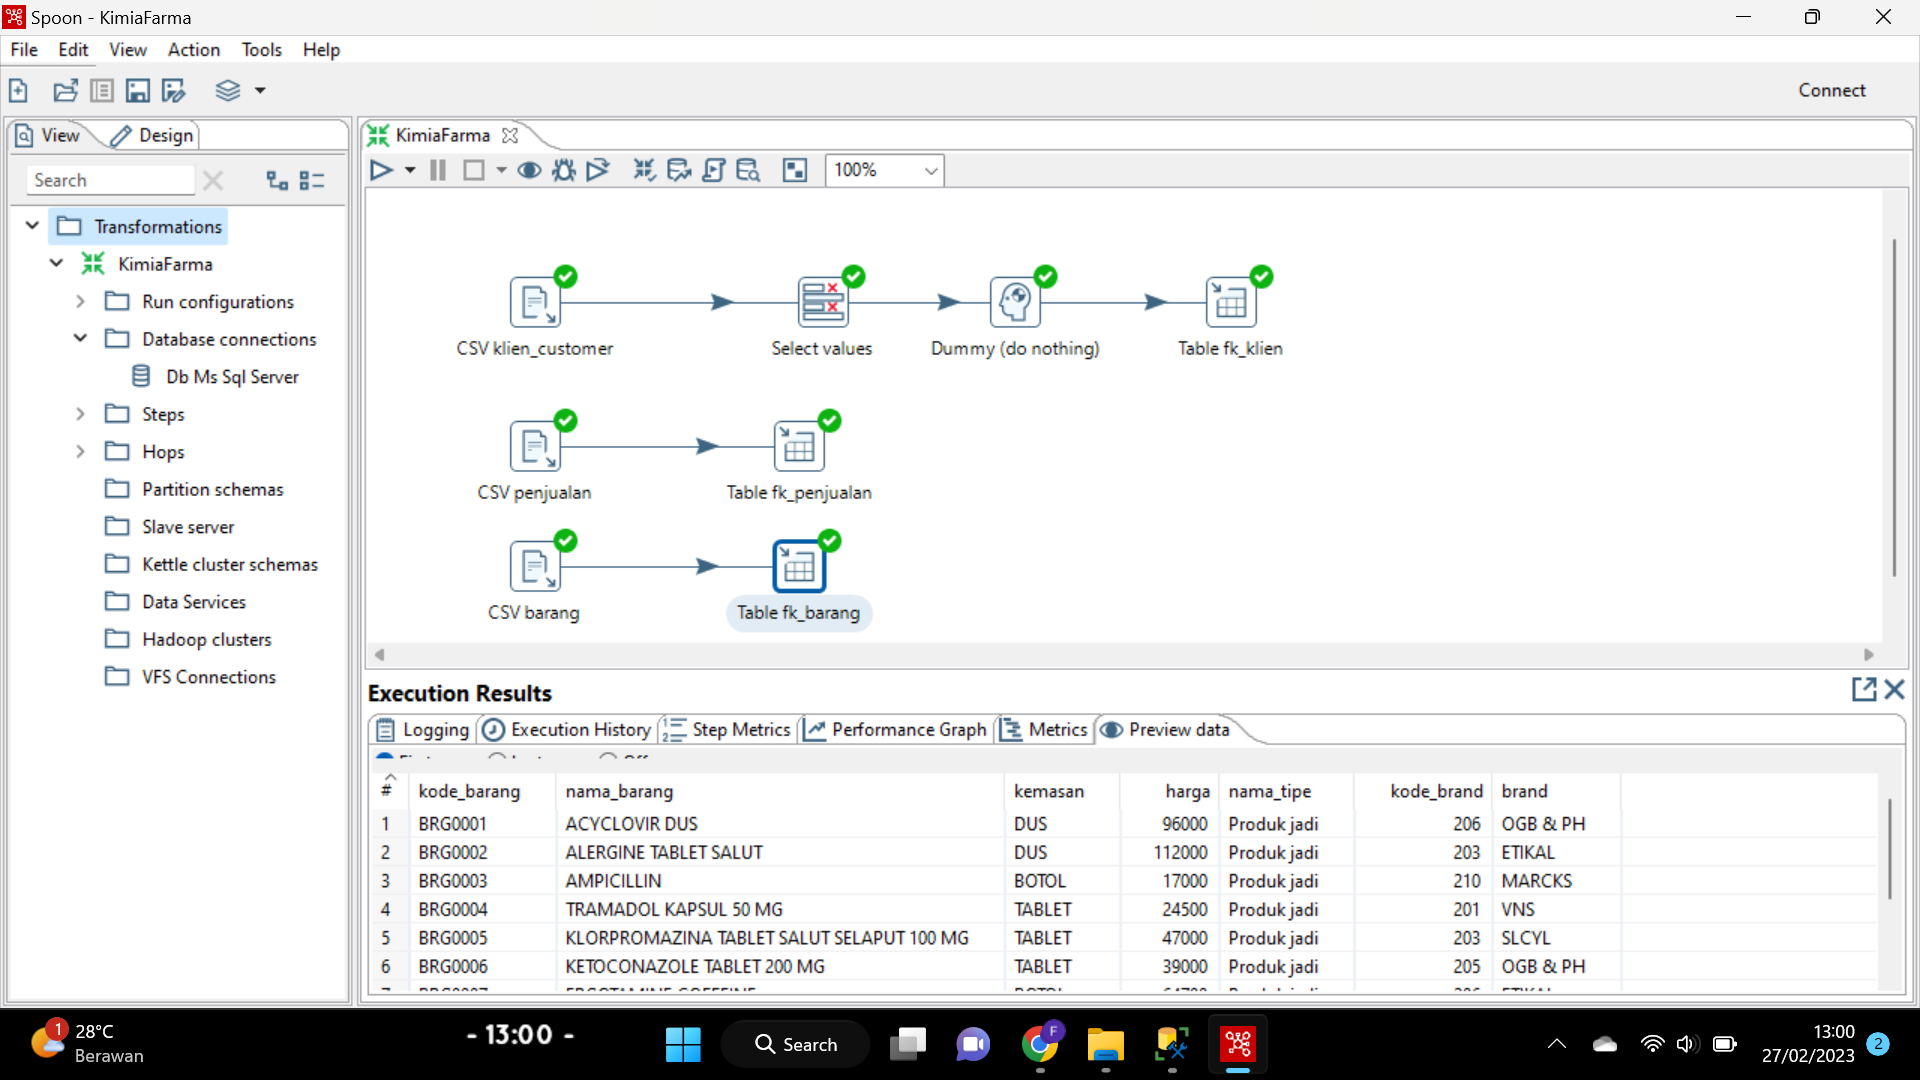 Spoon - KimiaFarma
File Edit View Action Tools Help
Connect
View Design
Search
Transformations
KimiaFarma
Run configurations
Database connections
Db Ms Sql Server
Steps
Hops
Partition schemas
Slave server
Kettle cluster schemas
Data Services
Hadoop clusters
VFS Connections
KimiaFarma
100%
CSV klien_customer Select values Dummy (do nothing) Table fk_klien
CSV penjualan Table fk_penjualan
CSV barang Table fk_barang
Execution Results
Logging Execution History Step Metrics Performance Graph Metrics Preview data
# kode_barang nama_barang kemasan harga nama_tipe kode_brand brand
1 BRG0001 ACYCLOVIR DUS DUS 96000 Produk jadi 206 OGB & PH
2 BRG0002 ALERGINE TABLET SALUT DUS 112000 Produk jadi 203 ETIKAL
3 BRG0003 AMPICILLIN BOTOL 17000 Produk jadi 210 MARCKS
4 BRG0004 TRAMADOL KAPSUL 50 MG TABLET 24500 Produk jadi 201 VNS
5 BRG0005 KLORPROMAZINA TABLET SALUT SELAPUT 100 MG TABLET 47000 Produk jadi 203 SLCYL
6 BRG0006 KETOCONAZOLE TABLET 200 MG TABLET 39000 Produk jadi 205 OGB & PH
1 28°C
Berawan
- 13:00 -
Search
F
13:00
27/02/2023
2